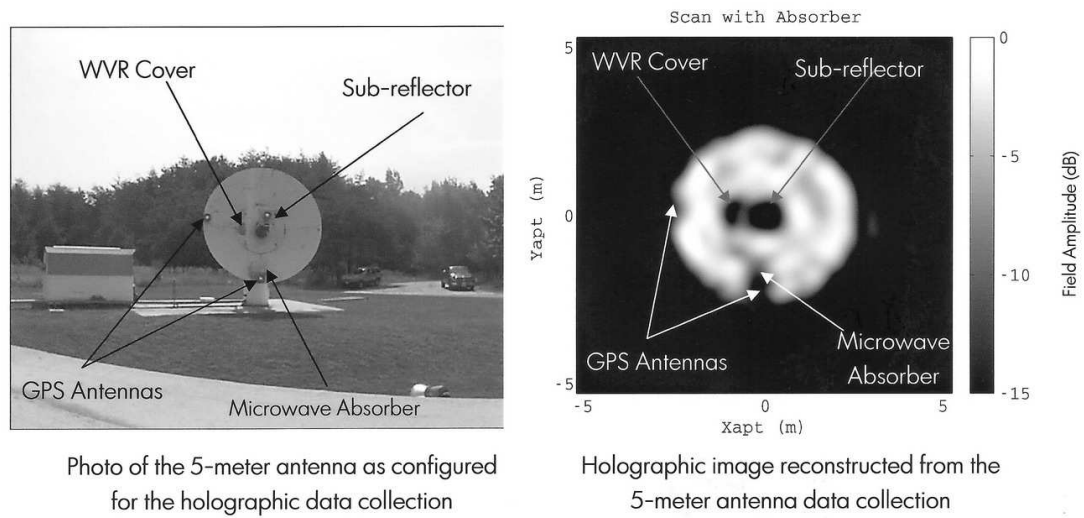 WVR Cover
Sub-reflector
GPS Antennas
Microwave Absorber
Photo of the 5-meter antenna as configured
for the holographic data collection
Scan with Absorber
5
0
-5
Yapt (m)
WVR Cover
Sub-reflector
GPS Antennas
Microwave
Absorber
-5
0
5
Xapt (m)
0
-5
-10
-15
Field Amplitude (dB)
Holographic image reconstructed from the
5-meter antenna data collection